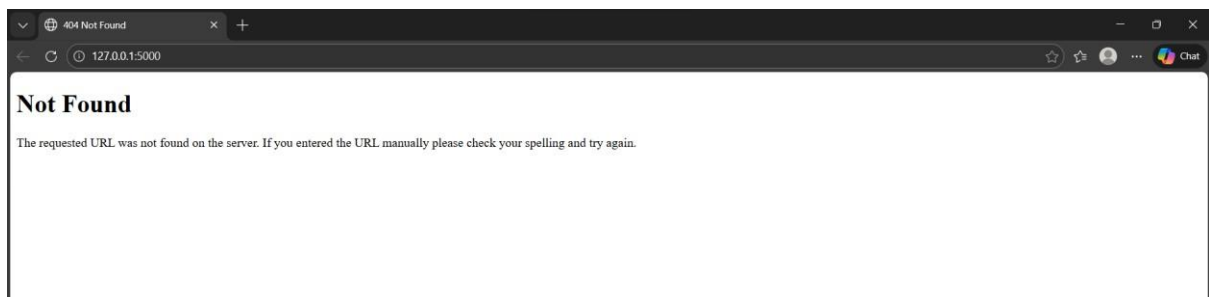 404 Not Found
127.0.0.1:5000
Chat
Not Found
The requested URL was not found on the server. If you entered the URL manually please check your spelling and try again.